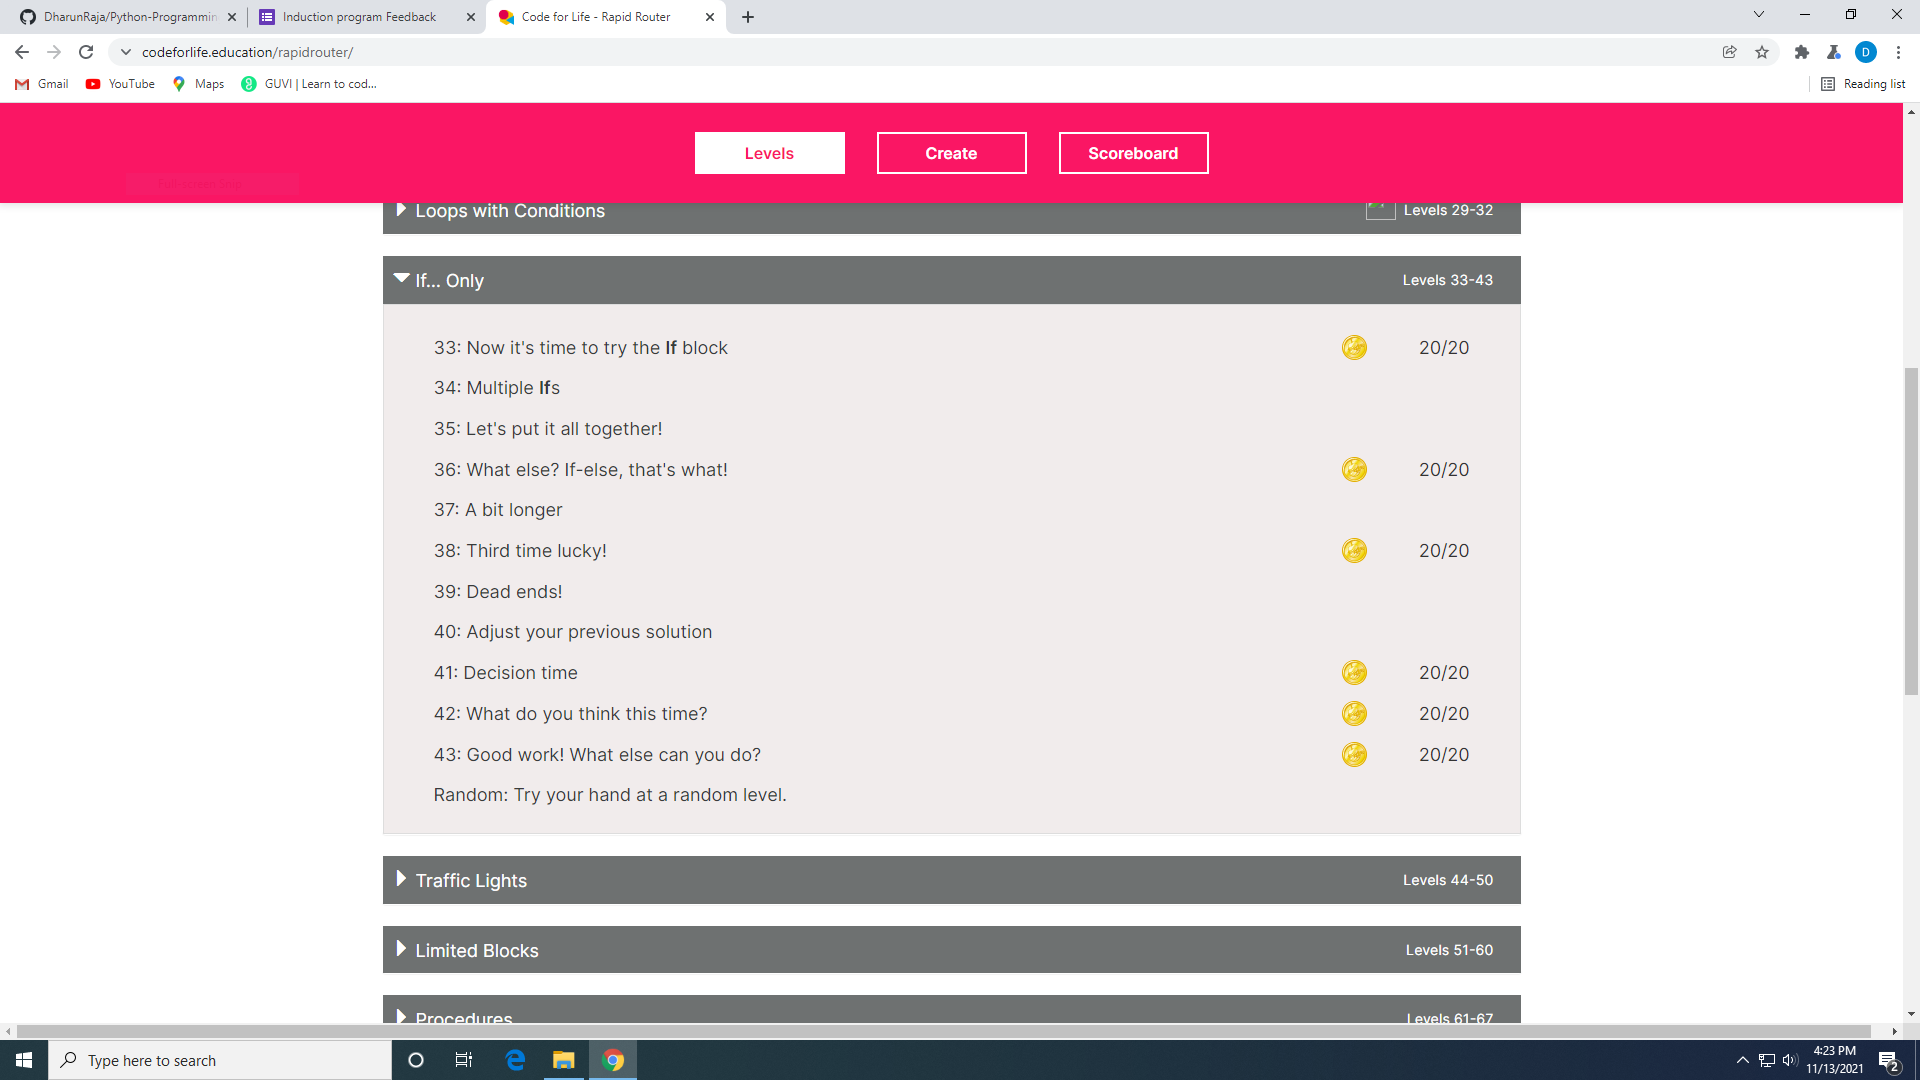 DharunRaja/Python-Programmin
Induction program Feedback
Code for Life - Rapid Router
codeforlife.education/rapidrouter/
D
Gmail
YouTube
Maps
GUVI | Learn to cod...
Reading list
Levels
Create
Scoreboard
Loops with Conditions
Levels 29-32
If... Only
Levels 33-43
33: Now it's time to try the If block
20/20
34: Multiple Ifs
35: Let's put it all together!
36: What else? If-else, that's what!
20/20
37: A bit longer
38: Third time lucky!
20/20
39: Dead ends!
40: Adjust your previous solution
41: Decision time
20/20
42: What do you think this time?
20/20
43: Good work! What else can you do?
20/20
Random: Try your hand at a random level.
Traffic Lights
Levels 44-50
Limited Blocks
Levels 51-60
Procedures
Levels 61-67
Type here to search
4:23 PM
11/13/2021
2